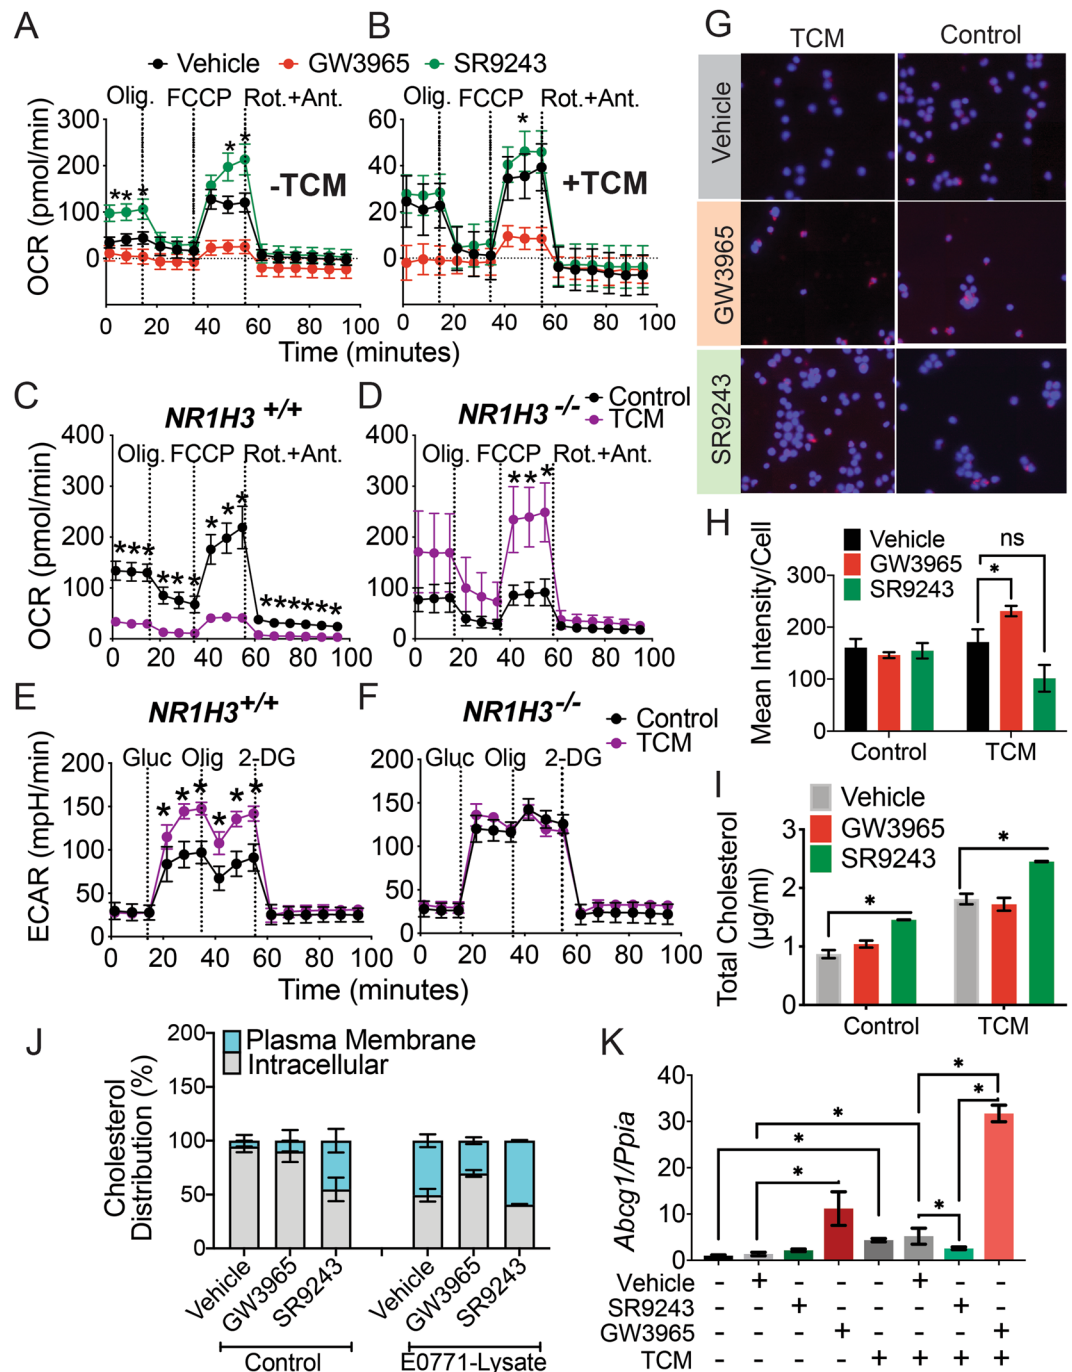 A
B
Vehicle GW3965 SR9243
Olig. FCCP Rot.+Ant.
OCR (pmol/min)
300
200
100
0
-TCM
** *
* *
0 20 40 60 80 100
Olig. FCCP Rot.+Ant.
60
40
20
0
+TCM
*
0 20 40 60 80 100
Time (minutes)
C
NR1H3 +/+
Olig. FCCP Rot.+Ant.
OCR (pmol/min)
400
300
200
100
0
*** *** * * * ******
0 20 40 60 80 100
D
NR1H3 -/-
Control
TCM
Olig. FCCP Rot.+Ant.
400
300
200
100
0
** *
0 20 40 60 80 100
E
NR1H3+/+
Gluc Olig 2-DG
ECAR (mpH/min)
200
150
100
50
0
* * * * * *
0 20 40 60 80 100
F
NR1H3-/-
Control
TCM
Gluc Olig 2-DG
200
150
100
50
0
0 20 40 60 80 100
Time (minutes)
G
TCM Control
Vehicle
GW3965
SR9243
H
Vehicle
GW3965
SR9243
ns
*
Mean Intensity/Cell
300
200
100
0
Control TCM
I
Vehicle
GW3965
SR9243
*
*
Total Cholesterol
(µg/ml)
3
2
1
0
Control TCM
J
Plasma Membrane
Intracellular
Cholesterol
Distribution (%)
200
150
100
50
0
Vehicle GW3965 SR9243 Vehicle GW3965 SR9243
Control E0771-Lysate
K
Abcg1/Ppia
40
30
20
10
0
* * * * * *
Vehicle - + - - - + - -
SR9243 - - + - - - + -
GW3965 - - - + - - - +
TCM - - - - + + + +